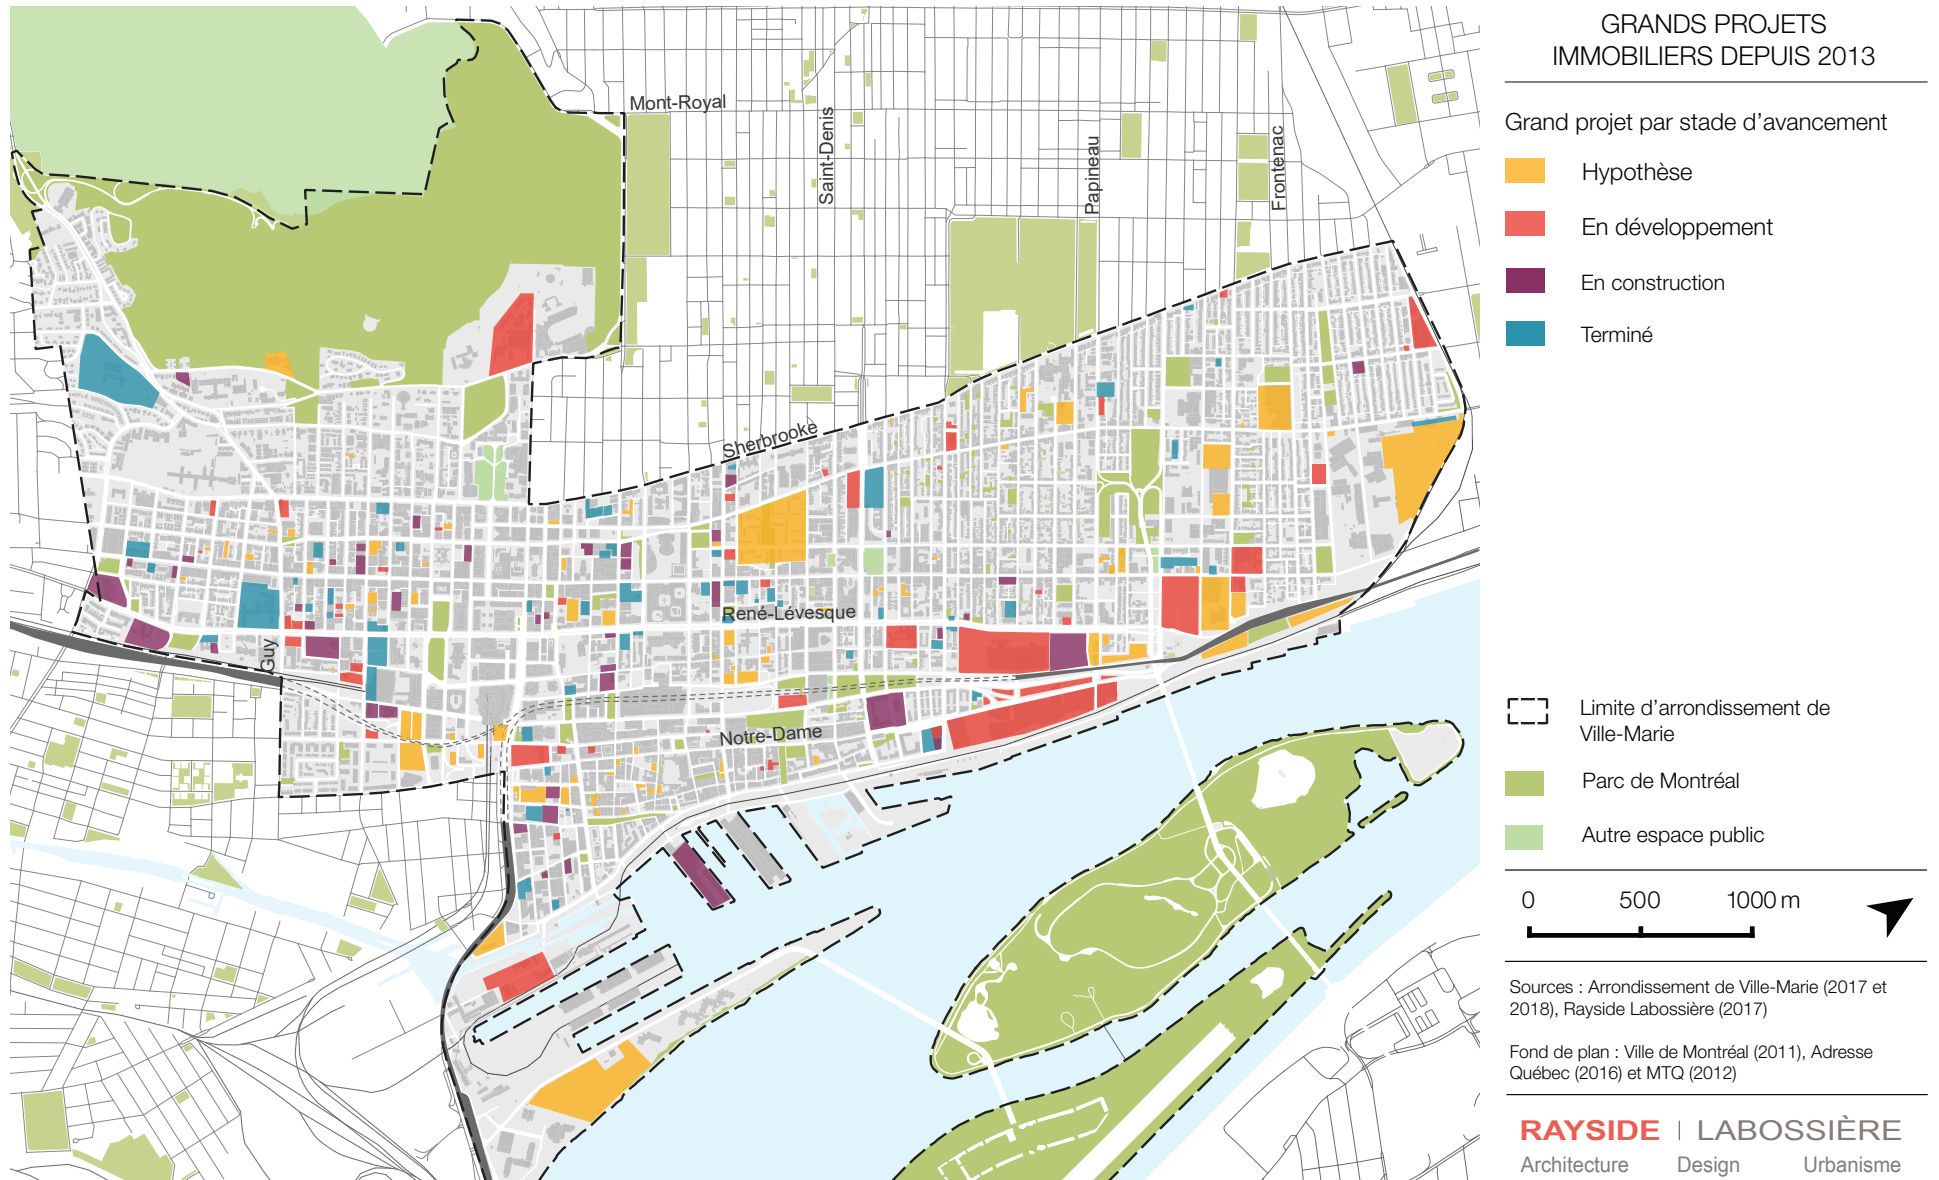 GRANDS PROJETS
IMMOBILIERS DEPUIS 2013
Grand projet par stade d’avancement
Hypothèse
En développement
En construction
Terminé
Limite d’arrondissement de
Ville-Marie
Parc de Montréal
Autre espace public
0 500 1000 m
Sources : Arrondissement de Ville-Marie (2017 et
2018), Rayside Labossière (2017)
Fond de plan : Ville de Montréal (2011), Adresse
Québec (2016) et MTQ (2012)
RAYSIDE | LABOSSIÈRE
Architecture Design Urbanisme
Mont-Royal
Saint-Denis
Papineau
Frontenac
Sherbrooke
René-Lévesque
Guy
Notre-Dame